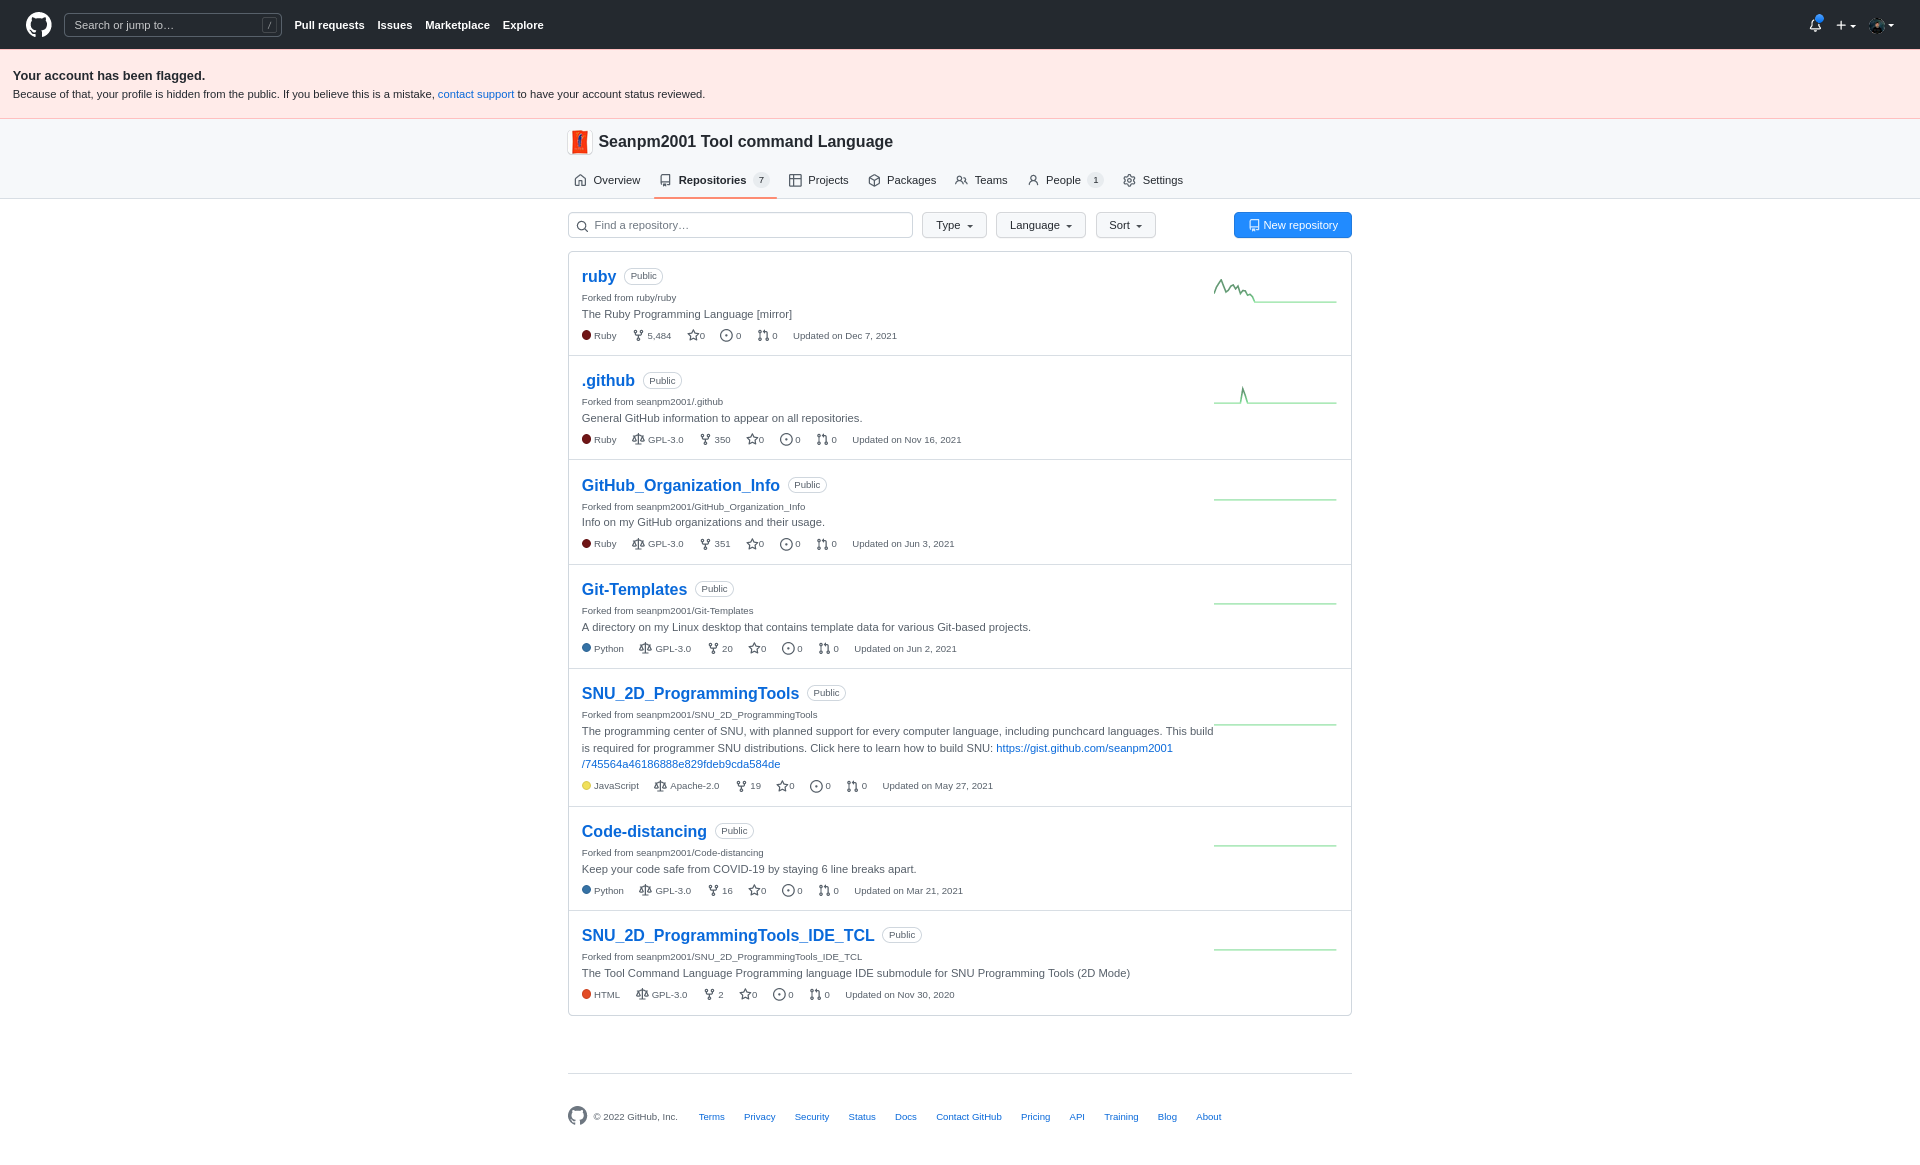 Search or jump to…
/
Pull requests
Issues
Marketplace
Explore
Your account has been flagged.
Because of that, your profile is hidden from the public. If you believe this is a mistake, contact support to have your account status reviewed.
Seanpm2001 Tool command Language
Overview
Repositories 7
Projects
Packages
Teams
People 1
Settings
Find a repository…
Type
Language
Sort
New repository
ruby Public
Forked from ruby/ruby
The Ruby Programming Language [mirror]
Ruby 5,484 0 0 0 Updated on Dec 7, 2021
.github Public
Forked from seanpm2001/.github
General GitHub information to appear on all repositories.
Ruby GPL-3.0 350 0 0 0 Updated on Nov 16, 2021
GitHub_Organization_Info Public
Forked from seanpm2001/GitHub_Organization_Info
Info on my GitHub organizations and their usage.
Ruby GPL-3.0 351 0 0 0 Updated on Jun 3, 2021
Git-Templates Public
Forked from seanpm2001/Git-Templates
A directory on my Linux desktop that contains template data for various Git-based projects.
Python GPL-3.0 20 0 0 0 Updated on Jun 2, 2021
SNU_2D_ProgrammingTools Public
Forked from seanpm2001/SNU_2D_ProgrammingTools
The programming center of SNU, with planned support for every computer language, including punchcard languages. This build
is required for programmer SNU distributions. Click here to learn how to build SNU: https://gist.github.com/seanpm2001
/745564a46186888e829fdeb9cda584de
JavaScript Apache-2.0 19 0 0 0 Updated on May 27, 2021
Code-distancing Public
Forked from seanpm2001/Code-distancing
Keep your code safe from COVID-19 by staying 6 line breaks apart.
Python GPL-3.0 16 0 0 0 Updated on Mar 21, 2021
SNU_2D_ProgrammingTools_IDE_TCL Public
Forked from seanpm2001/SNU_2D_ProgrammingTools_IDE_TCL
The Tool Command Language Programming language IDE submodule for SNU Programming Tools (2D Mode)
HTML GPL-3.0 2 0 0 0 Updated on Nov 30, 2020
© 2022 GitHub, Inc.
Terms
Privacy
Security
Status
Docs
Contact GitHub
Pricing
API
Training
Blog
About